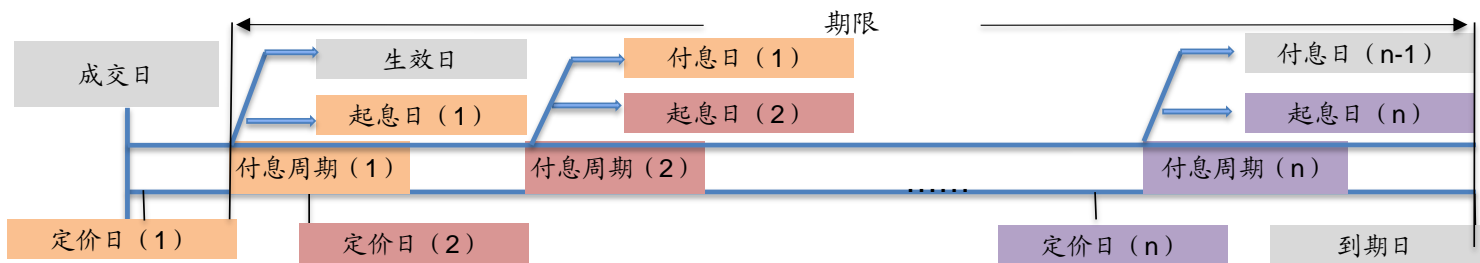 期限
成交日
生效日
付息日（1）
付息日（n-1）
起息日（1）
起息日（2）
起息日（n）
付息周期（1）
付息周期（2）
付息周期（n）
……
定价日（1）
定价日（2）
定价日（n）
到期日